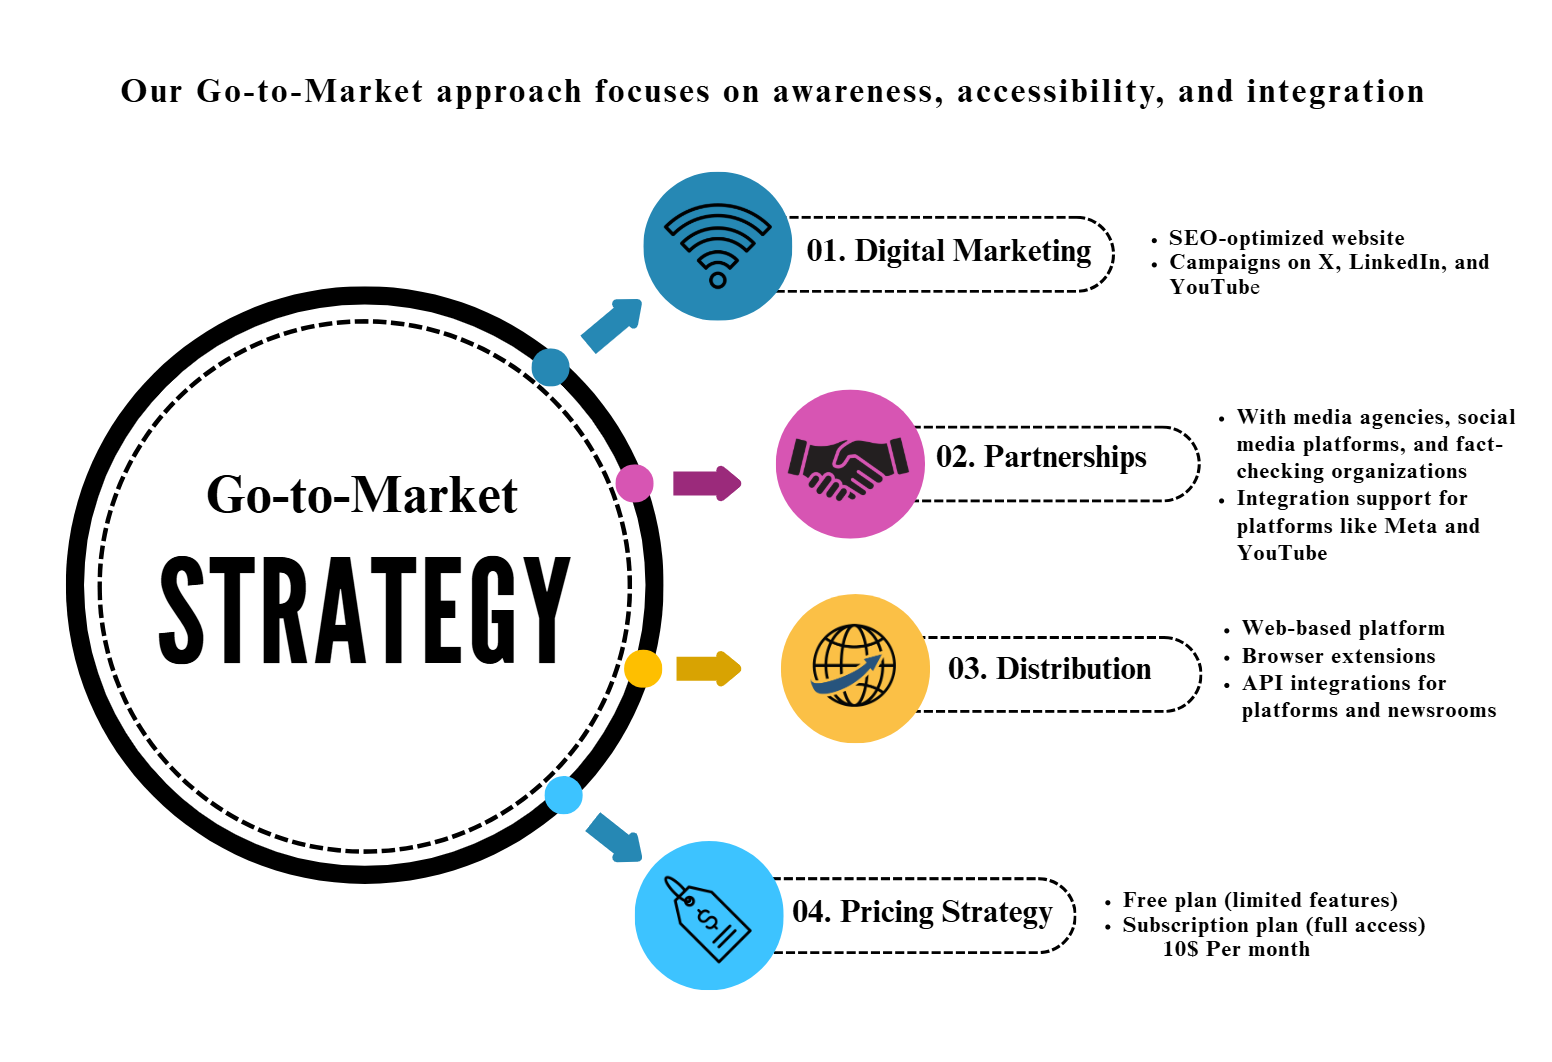 Our Go-to-Market approach focuses on awareness, accessibility, and integration
Go-to-Market
STRATEGY
01. Digital Marketing
• SEO-optimized website
• Campaigns on X, LinkedIn, and
YouTube
02. Partnerships
• With media agencies, social
media platforms, and fact-
checking organizations
• Integration support for
platforms like Meta and
YouTube
03. Distribution
• Web-based platform
• Browser extensions
• API integrations for
platforms and newsrooms
04. Pricing Strategy
• Free plan (limited features)
• Subscription plan (full access)
10$ Per month